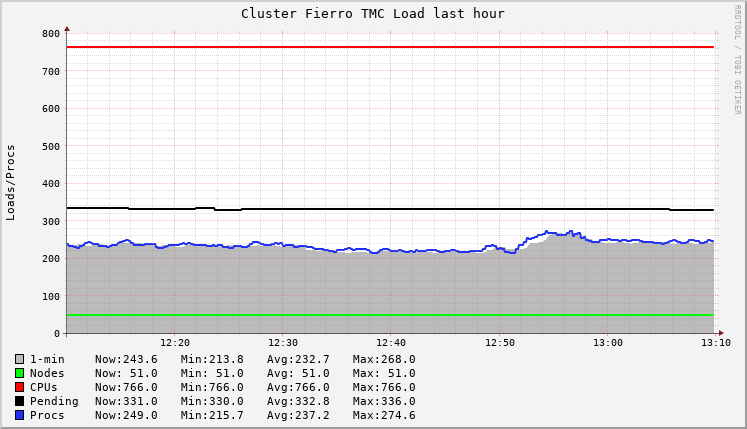 Cluster Fierro TMC Load last hour
RRDTOOL / TOBI OETIKER
Loads/Procs
800
700
600
500
400
300
200
100
0
12:20 12:30 12:40 12:50 13:00 13:10
1-min Now:243.6 Min:213.8 Avg:232.7 Max:268.0
Nodes Now: 51.0 Min: 51.0 Avg: 51.0 Max: 51.0
CPUs Now:766.0 Min:766.0 Avg:766.0 Max:766.0
Pending Now:331.0 Min:330.0 Avg:332.8 Max:336.0
Procs Now:249.0 Min:215.7 Avg:237.2 Max:274.6